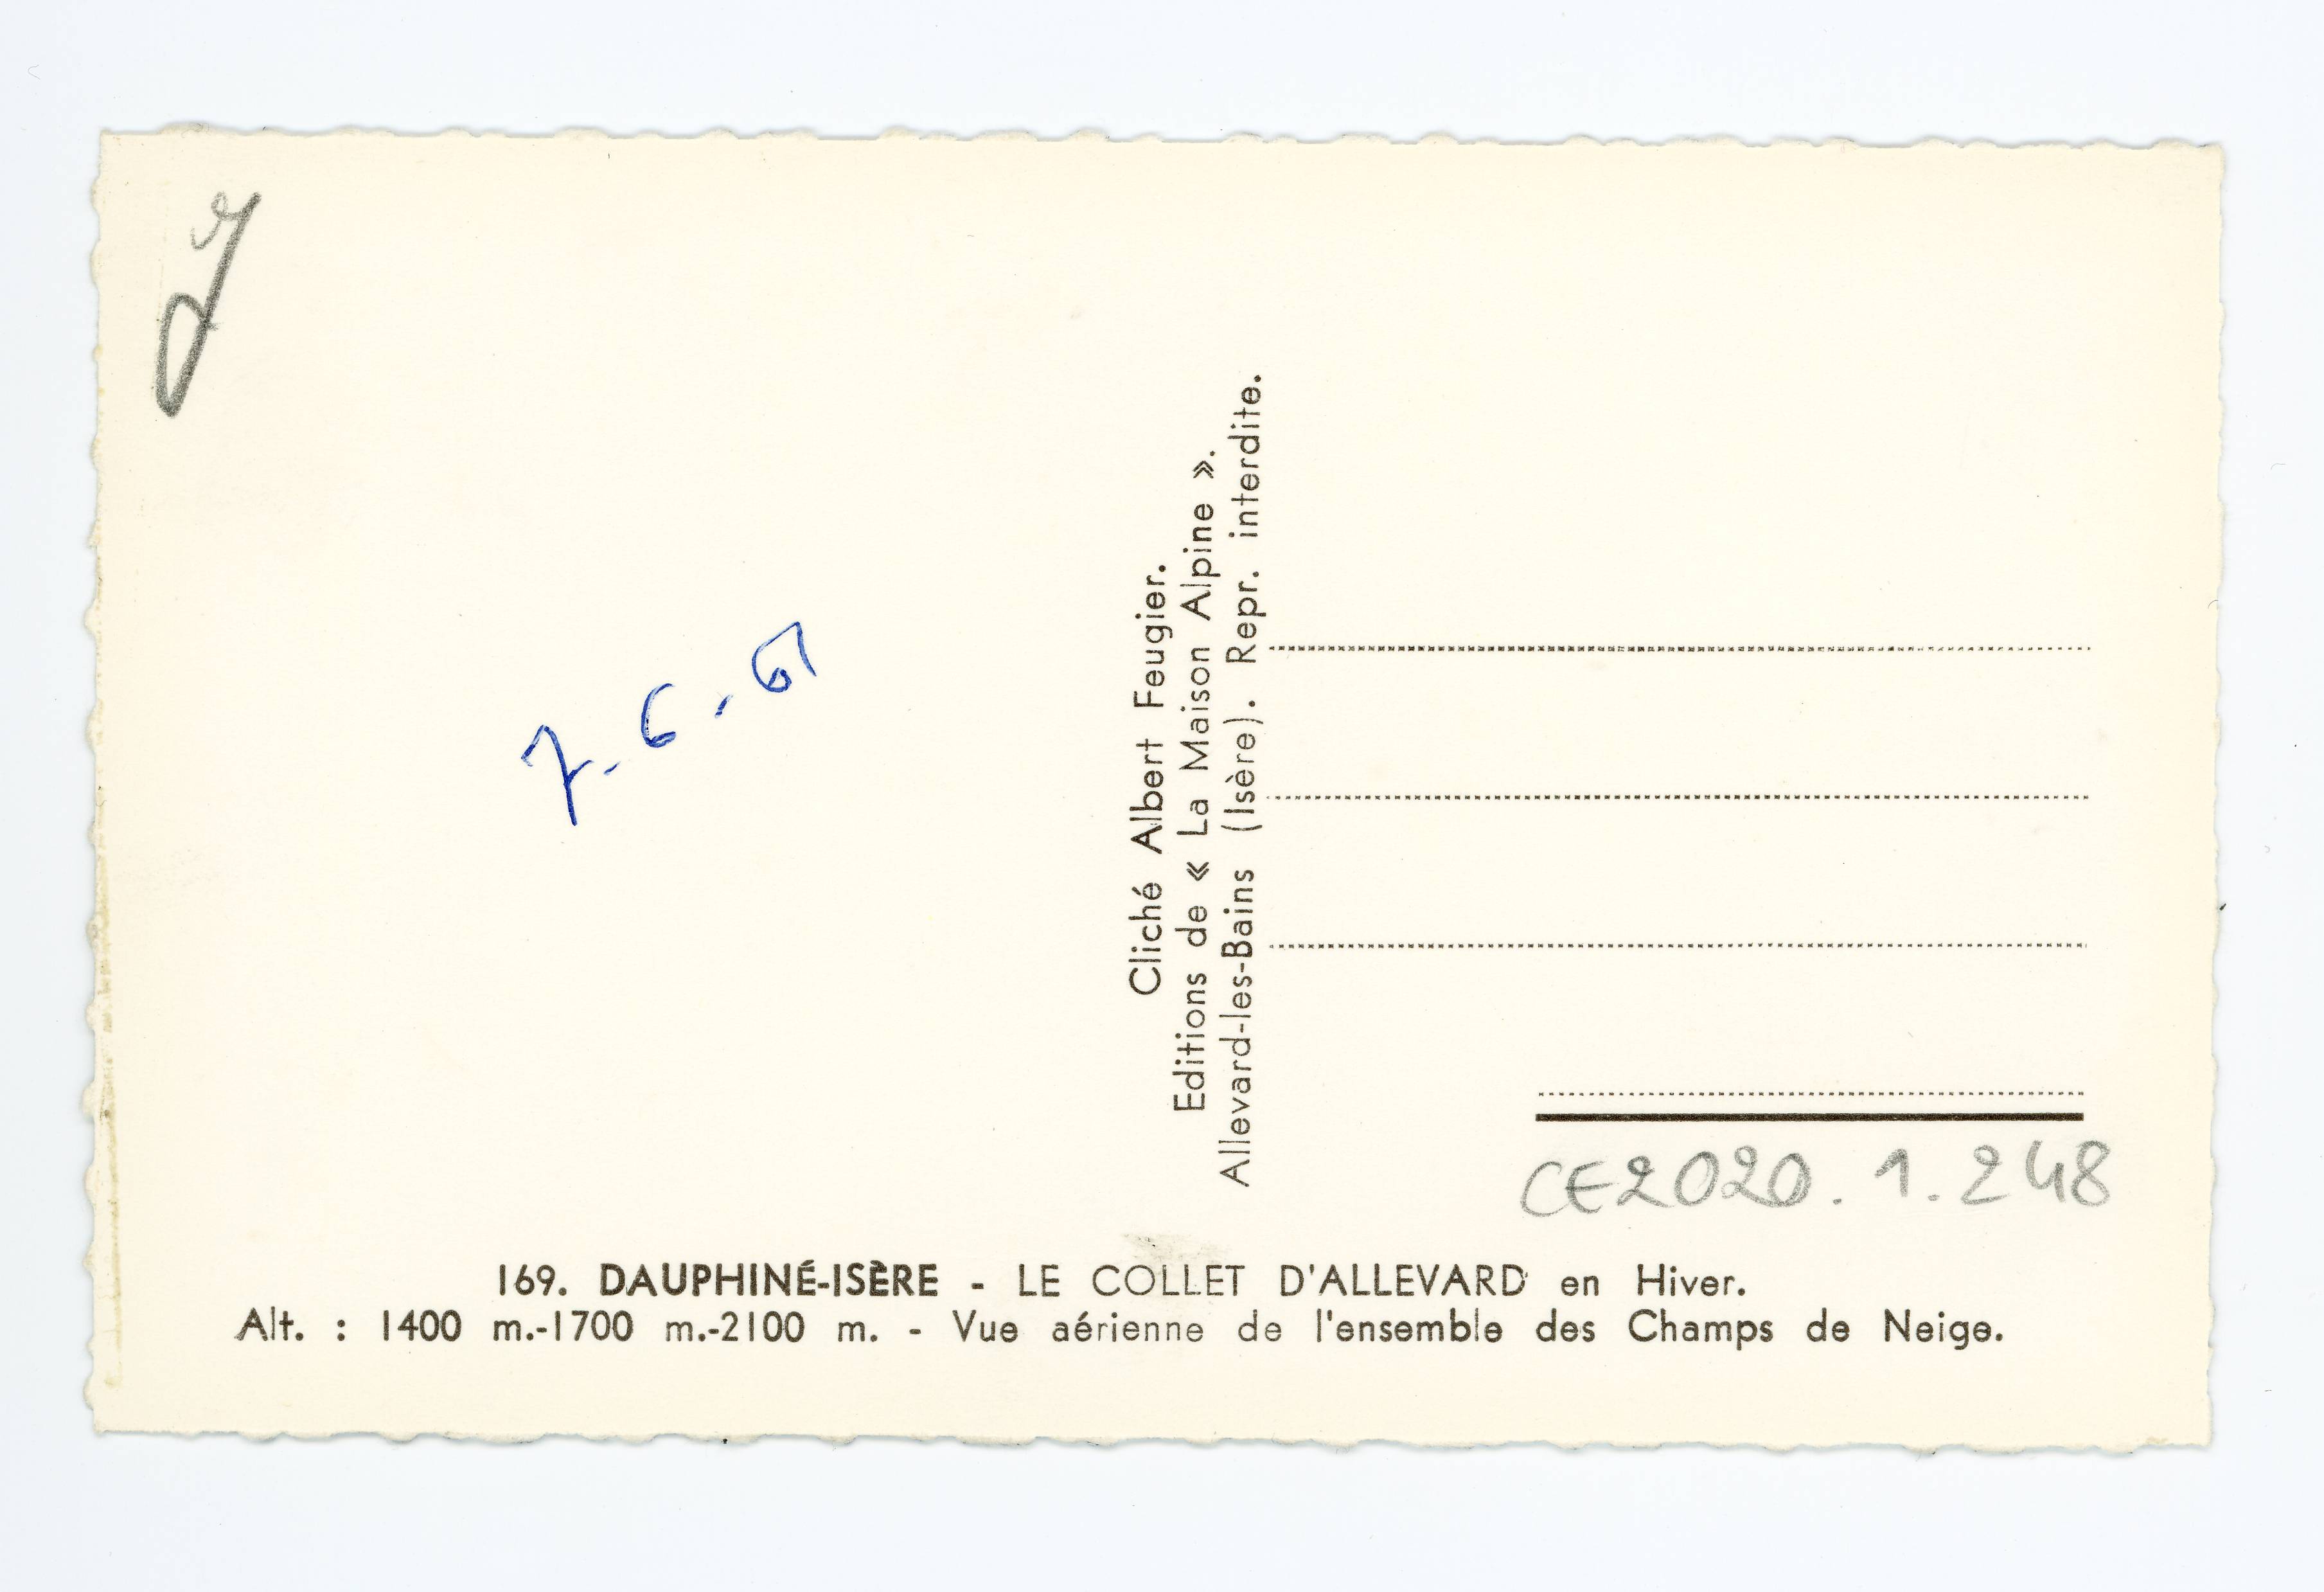 7-6-61
Cliché Albert Feugier.
Editions de « La Maison Alpine ».
Allevard-les-Bains (Isère). Repr. interdite.
CE2020.1.248
169. DAUPHINÉ-ISÈRE - LE COLLET D'ALLEVARD en Hiver.
Alt. : 1400 m.-1700 m.-2100 m. - Vue aérienne de l'ensemble des Champs de Neige.